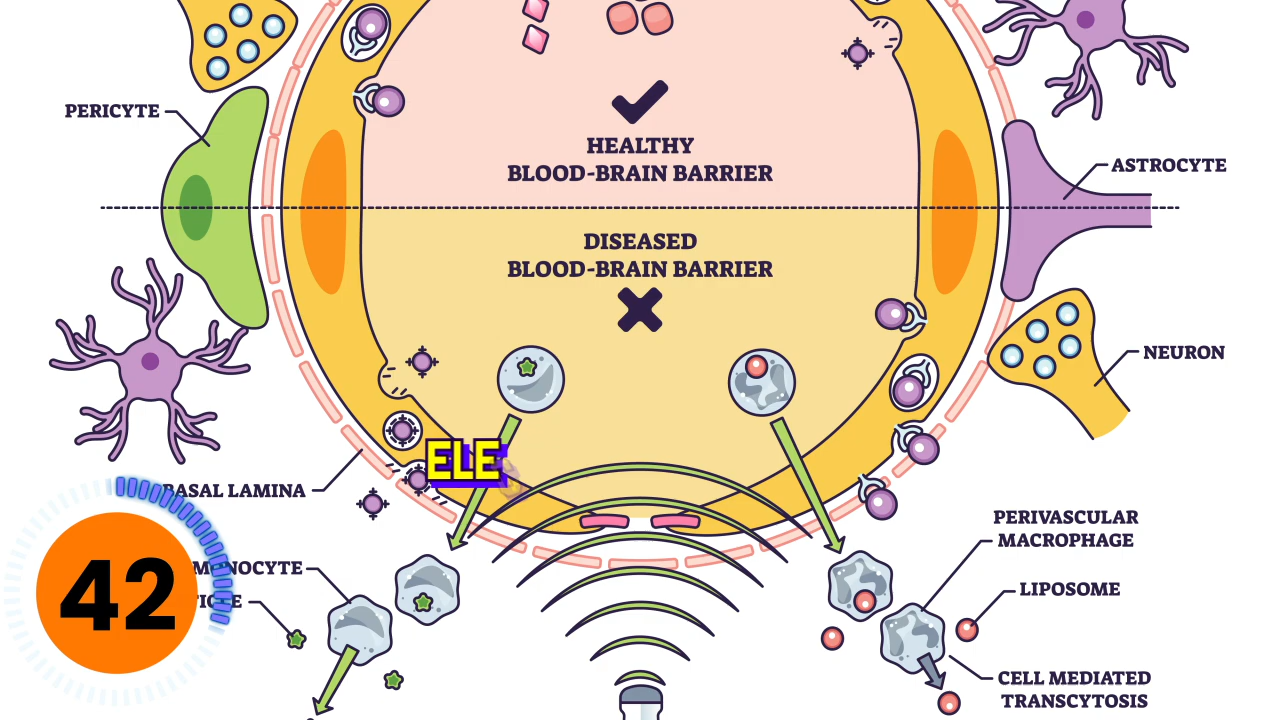 PERICYTE
HEALTHY
BLOOD-BRAIN BARRIER
ASTROCYTE
DISEASED
BLOOD-BRAIN BARRIER
NEURON
ELE
BASAL LAMINA
PERIVASCULAR
MACROPHAGE
42
LIPOSOME
CELL MEDIATED
TRANSCYTOSIS